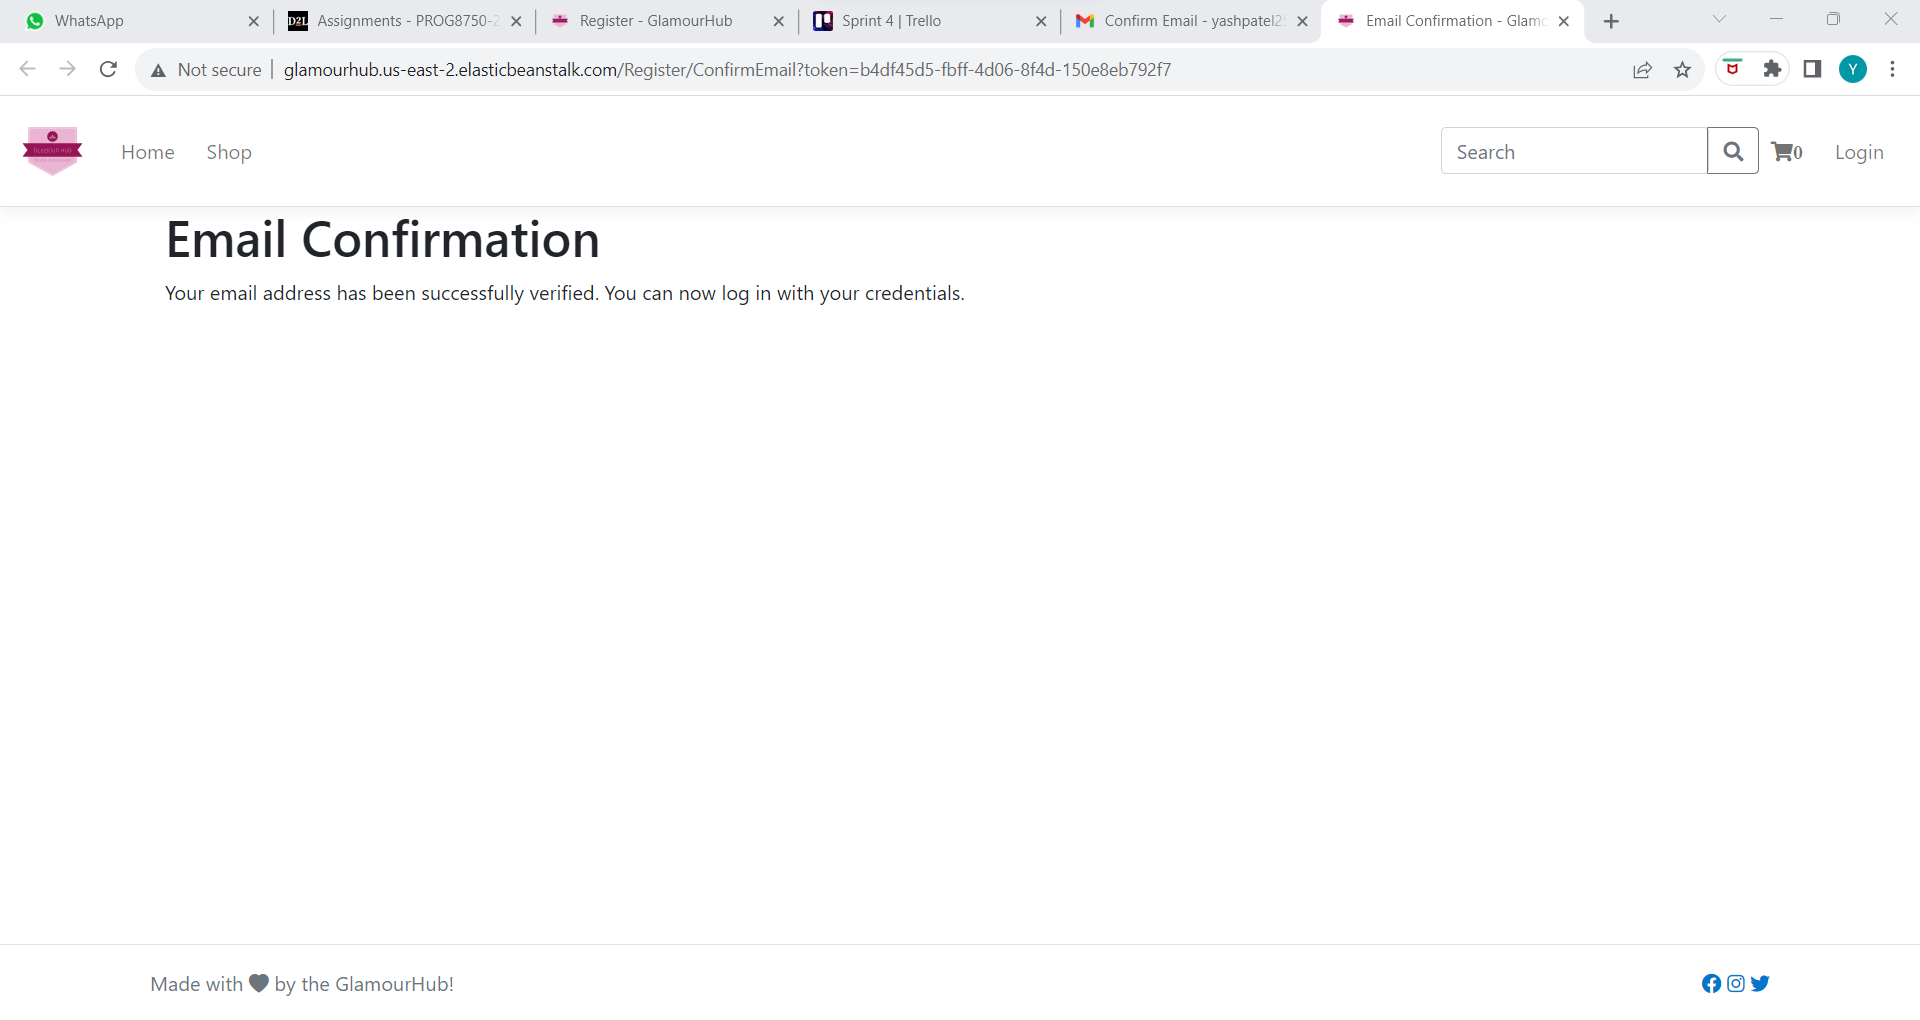 WhatsApp
Assignments - PROG8750-2
Register - GlamourHub
Sprint 4 | Trello
Confirm Email - yashpatel2
Email Confirmation - Glam
Not secure
glamourhub.us-east-2.elasticbeanstalk.com/Register/ConfirmEmail?token=b4df45d5-fbff-4d06-8f4d-150e8eb792f7
Y
GLAMOUR HUB
Home
Shop
Search
0
Login
Email Confirmation
Your email address has been successfully verified. You can now log in with your credentials.
Made with ♥ by the GlamourHub!